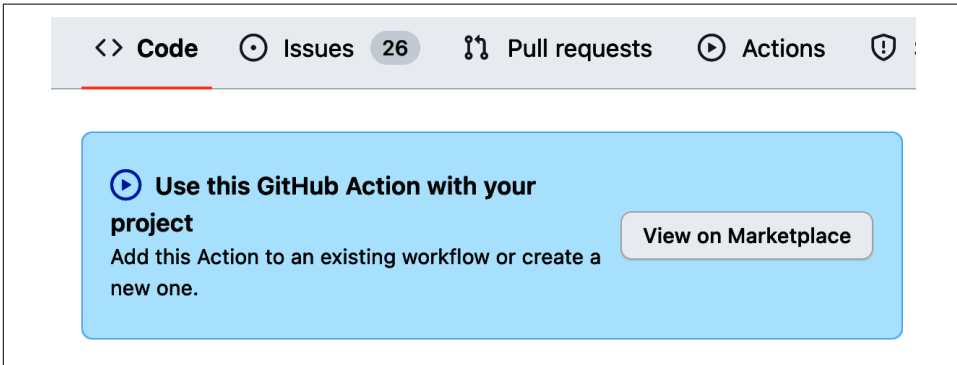 <> Code Issues 26 Pull requests Actions
Use this GitHub Action with your
project
Add this Action to an existing workflow or create a
new one.
View on Marketplace